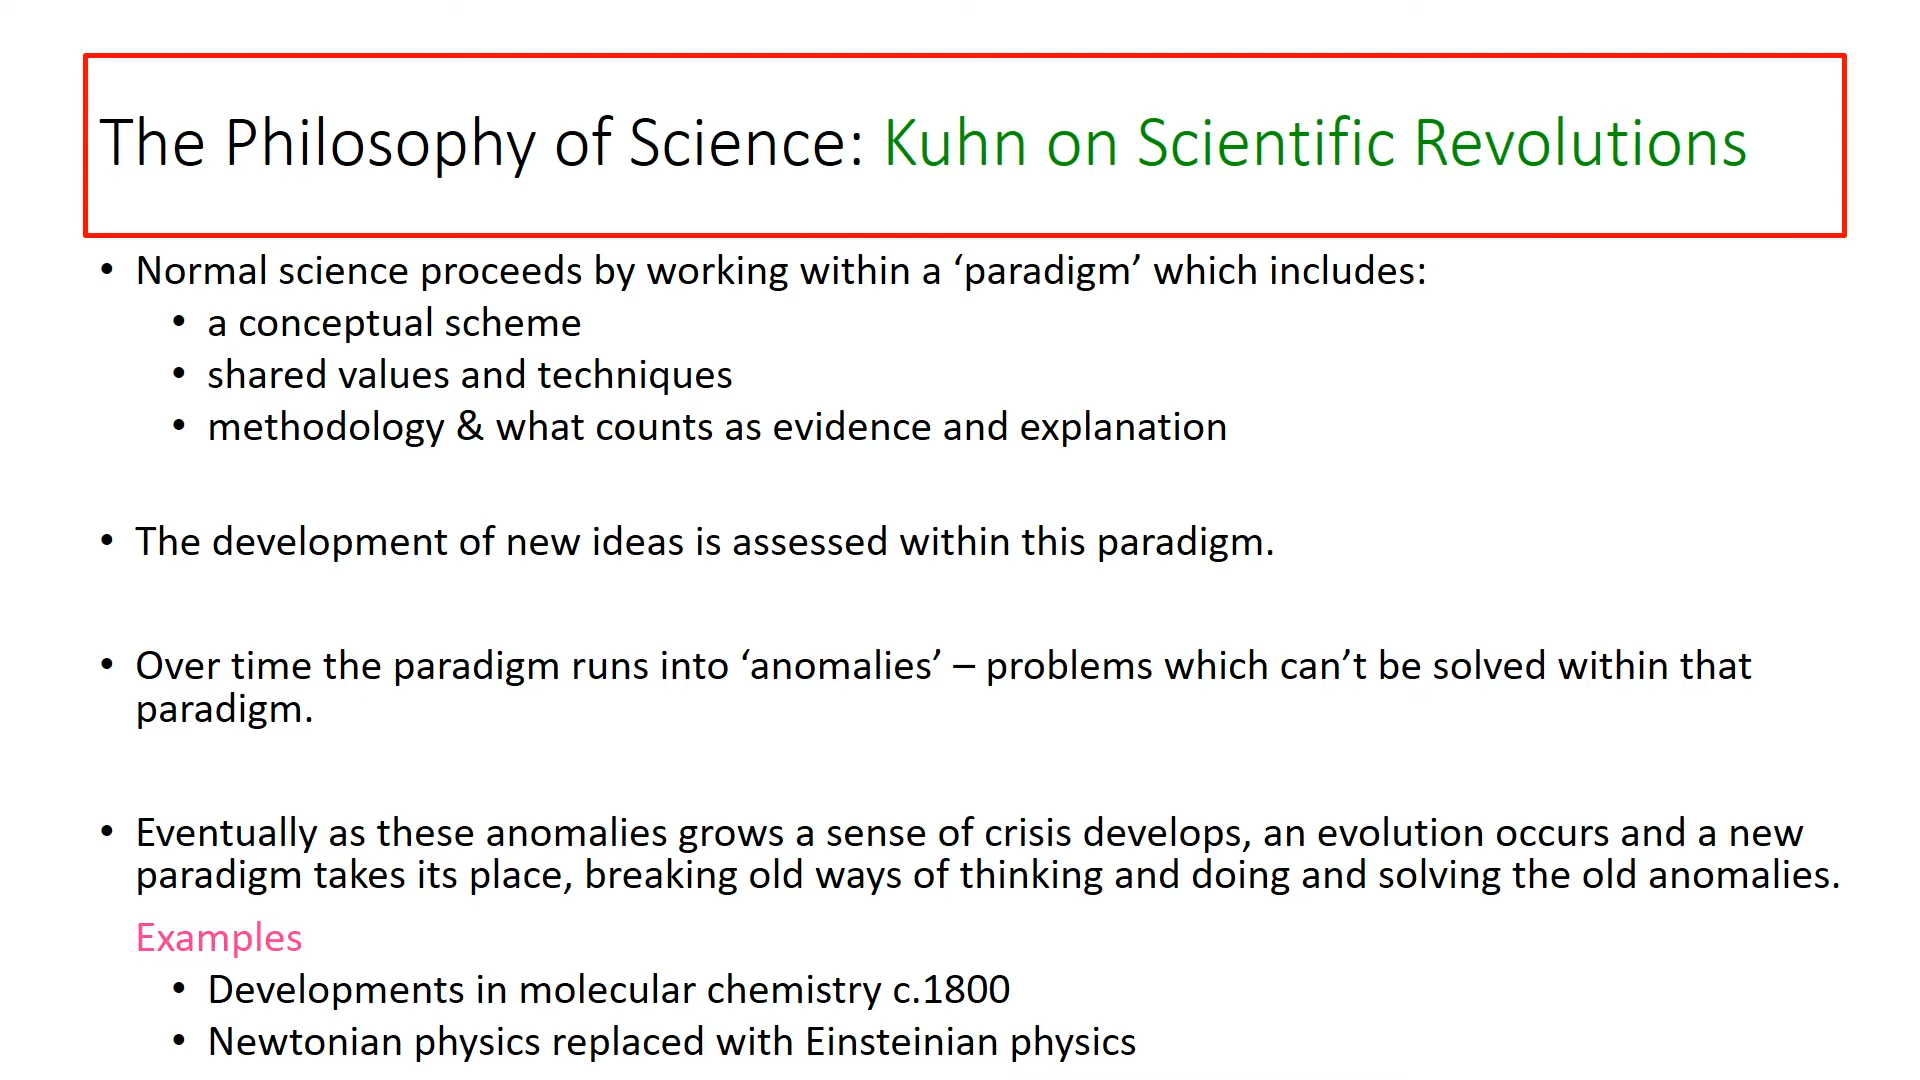 The Philosophy of Science: Kuhn on Scientific Revolutions
• Normal science proceeds by working within a ‘paradigm’ which includes:
• a conceptual scheme
• shared values and techniques
• methodology & what counts as evidence and explanation
• The development of new ideas is assessed within this paradigm.
• Over time the paradigm runs into ‘anomalies’ – problems which can’t be solved within that
paradigm.
• Eventually as these anomalies grows a sense of crisis develops, an evolution occurs and a new
paradigm takes its place, breaking old ways of thinking and doing and solving the old anomalies.
Examples
• Developments in molecular chemistry c.1800
• Newtonian physics replaced with Einsteinian physics